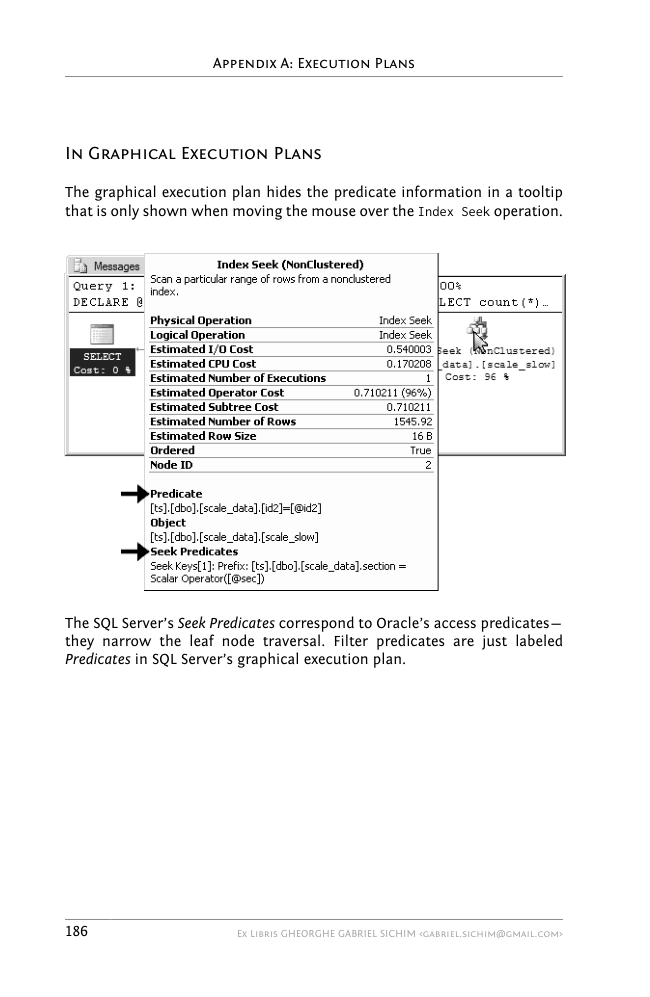 Appendix A: Execution Plans
In Graphical Execution Plans
The graphical execution plan hides the predicate information in a tooltip
that is only shown when moving the mouse over the Index Seek operation.
Messages
Query 1:
DECLARE @
SELECT
Cost: 0 %
Index Seek (NonClustered)
Scan a particular range of rows from a nonclustered
index.
Physical Operation Index Seek
Logical Operation Index Seek
Estimated I/O Cost 0.540003
Estimated CPU Cost 0.170208
Estimated Number of Executions 1
Estimated Operator Cost 0.710211 (96%)
Estimated Subtree Cost 0.710211
Estimated Number of Rows 1545.92
Estimated Row Size 16 B
Ordered True
Node ID 2
Predicate
[ts].[dbo].[scale_data].[id2]=[@id2]
Object
[ts].[dbo].[scale_data].[scale_slow]
Seek Predicates
Seek Keys[1]: Prefix: [ts].[dbo].[scale_data].section =
Scalar Operator([@sec])
00%
LECT count(*)…
Seek (NonClustered)
_data].[scale_slow]
Cost: 96 %
The SQL Server's Seek Predicates correspond to Oracle's access predicates—
they narrow the leaf node traversal. Filter predicates are just labeled
Predicates in SQL Server's graphical execution plan.
186
Ex Libris GHEORGHE GABRIEL SICHIM <gabriel.sichim@gmail.com>